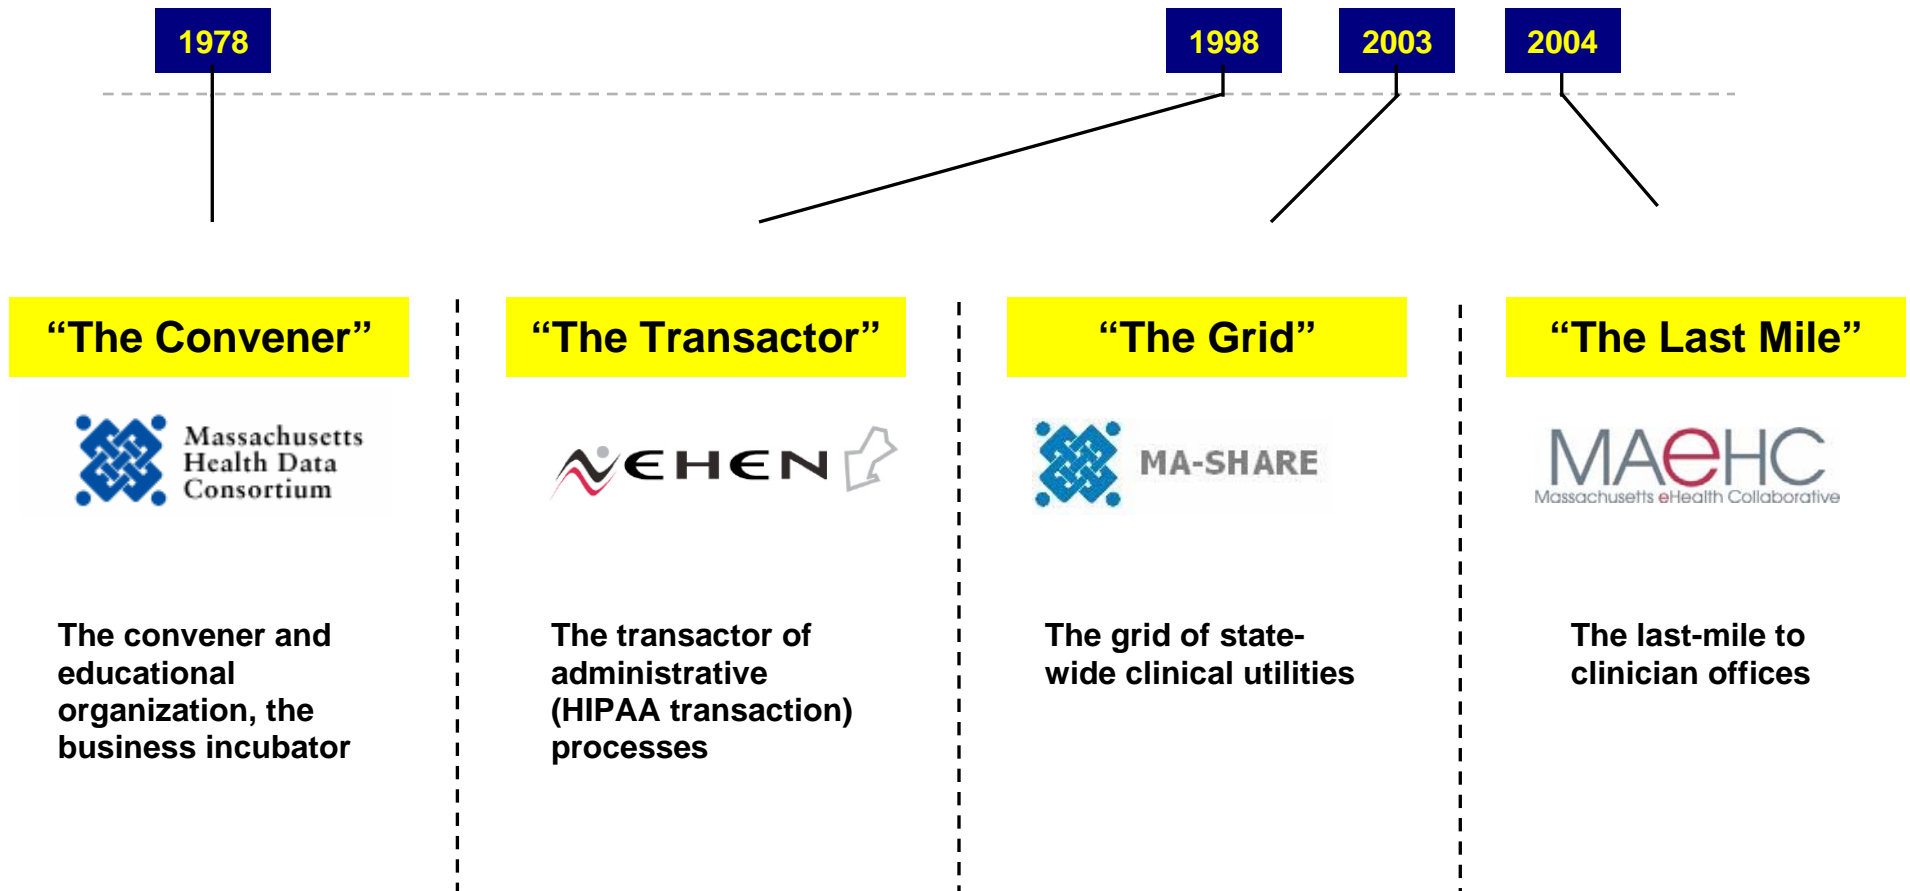 1978
1998
2003
2004
“The Convener”
“The Transactor”
“The Grid”
“The Last Mile”
Massachusetts
Health Data
Consortium
NEHEN
MA-SHARE
MAeHC
Massachusetts eHealth Collaborative
The convener and
educational
organization, the
business incubator
The transactor of
administrative
(HIPAA transaction)
processes
The grid of state-
wide clinical utilities
The last-mile to
clinician offices